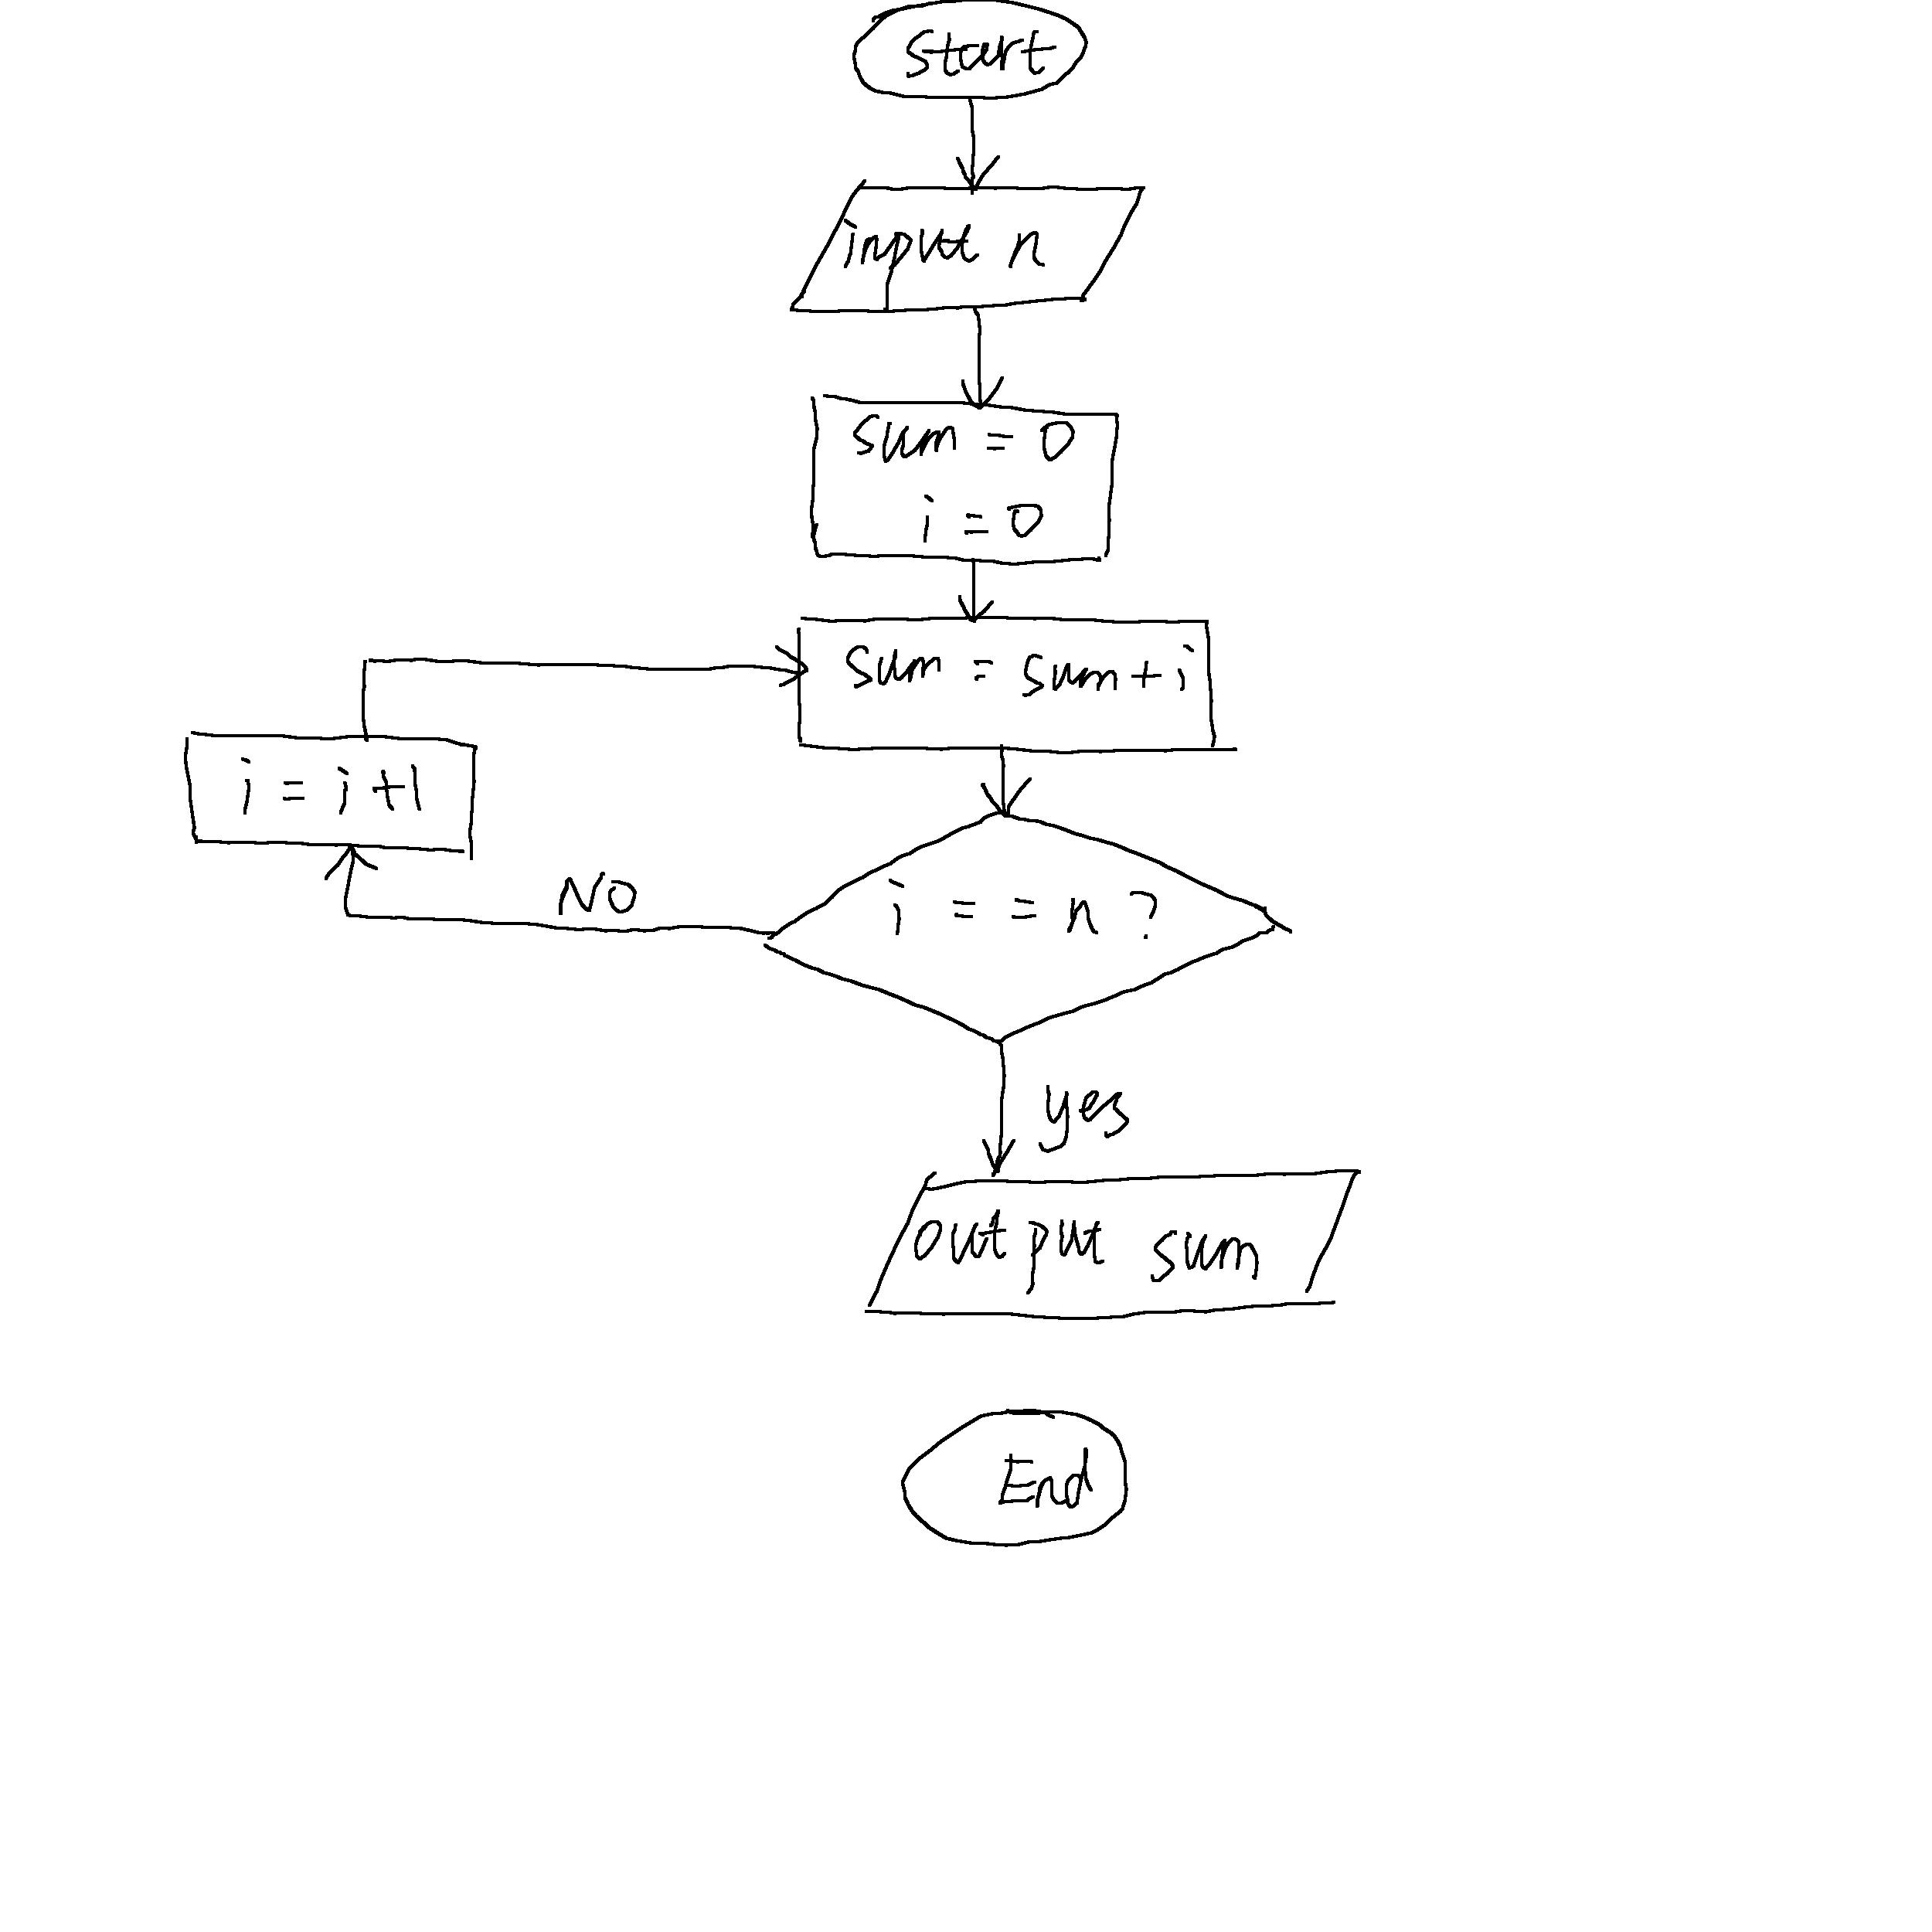 start
input n
sum = 0
i = 0
sum = sum + i
i = i + 1
i = = n ?
NO
yes
output sum
End